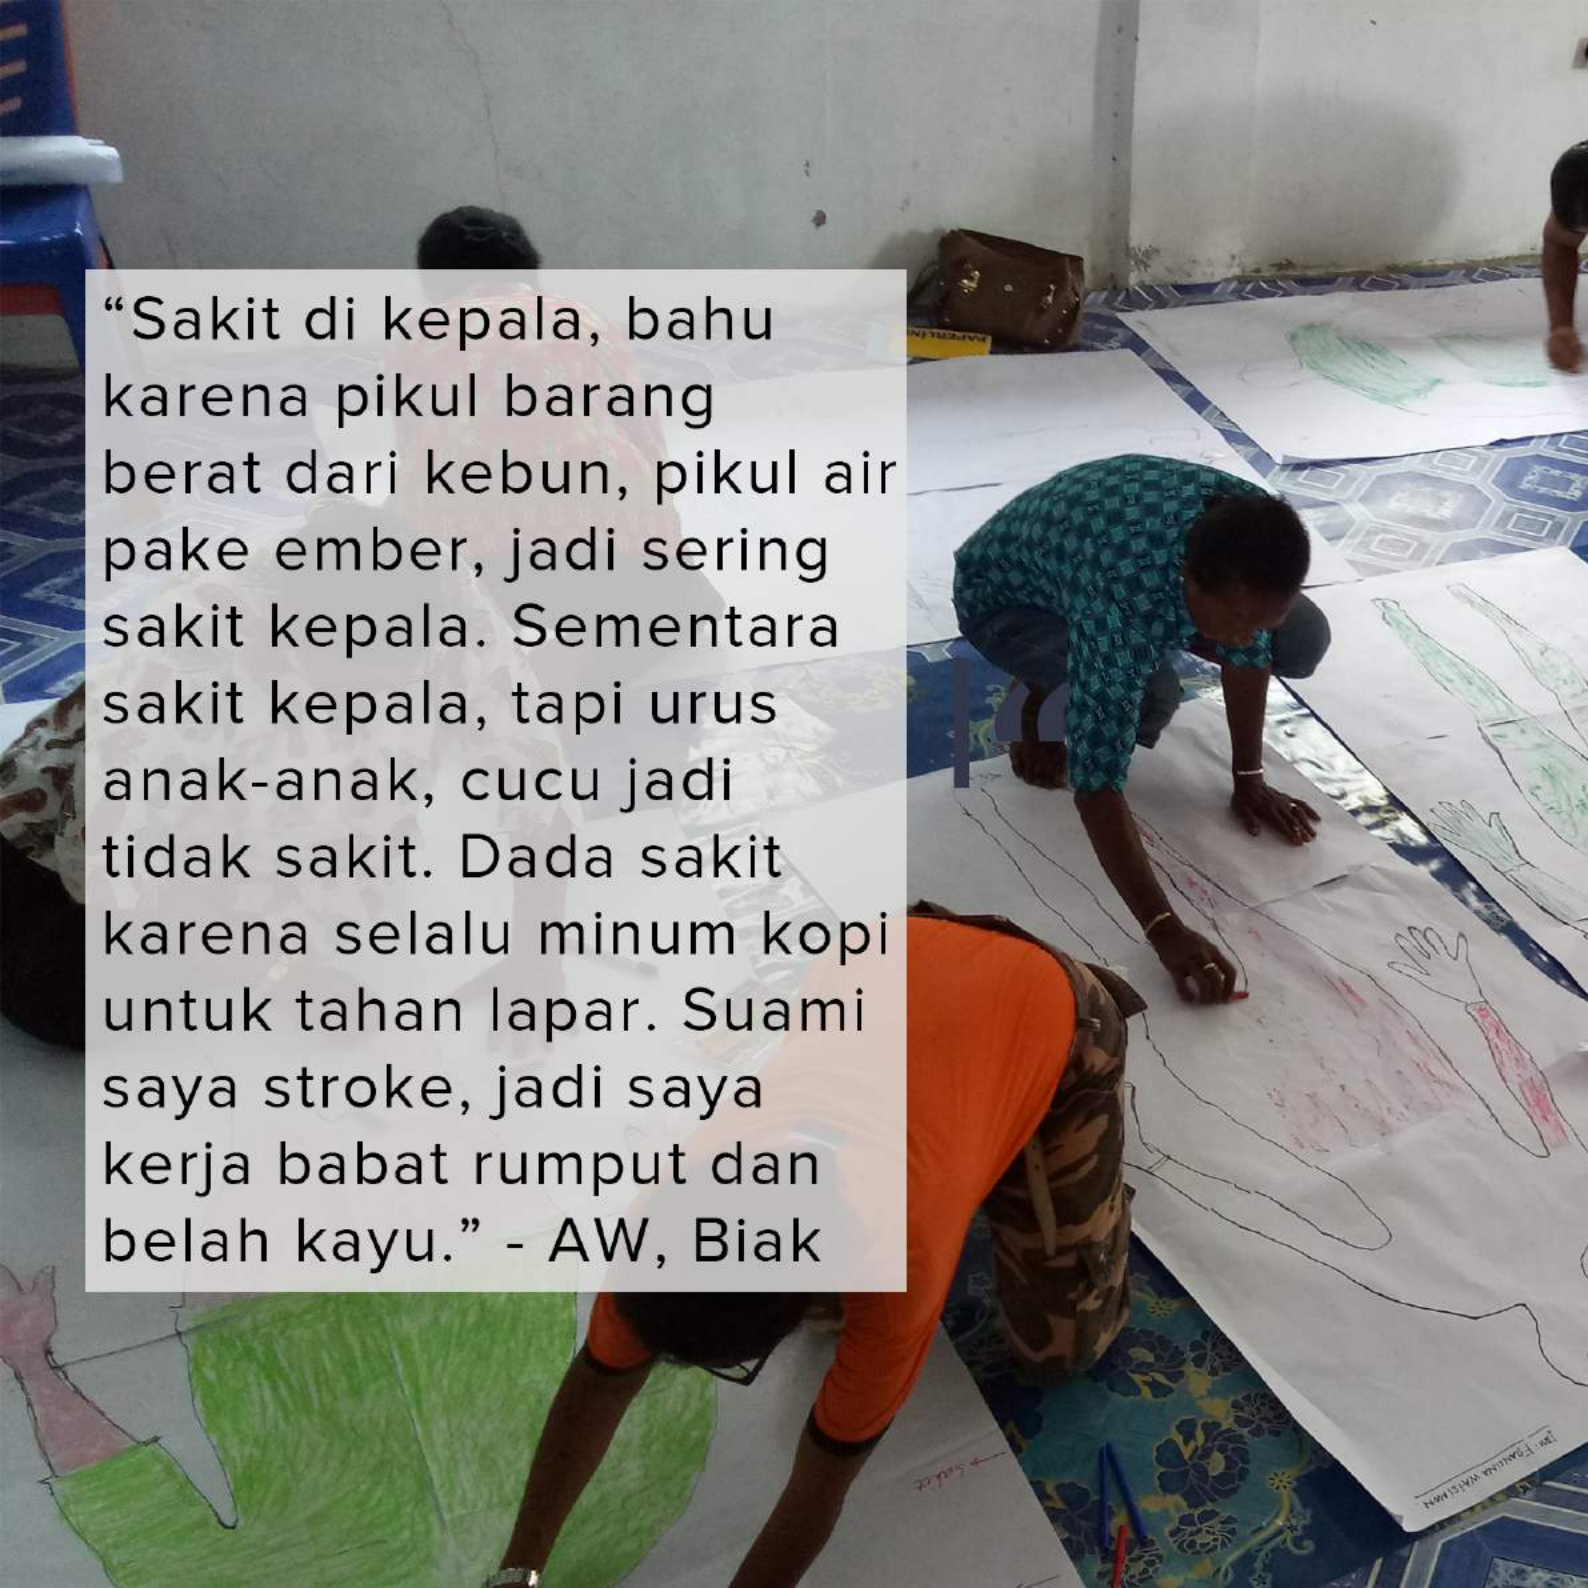 “Sakit di kepala, bahu
karena pikul barang
berat dari kebun, pikul air
pake ember, jadi sering
sakit kepala. Sementara
sakit kepala, tapi urus
anak-anak, cucu jadi
tidak sakit. Dada sakit
karena selalu minum kopi
untuk tahan lapar. Suami
saya stroke, jadi saya
kerja babat rumput dan
belah kayu.” - AW, Biak
PAPERLINE